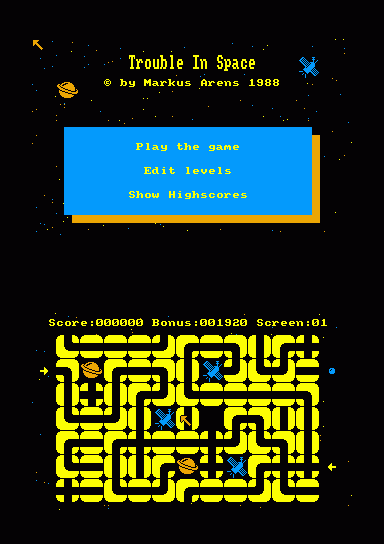 Trouble In Space
© by Markus Arens 1988
Play the game
Edit levels
Show Highscores
Score:000000 Bonus:001920 Screen:01